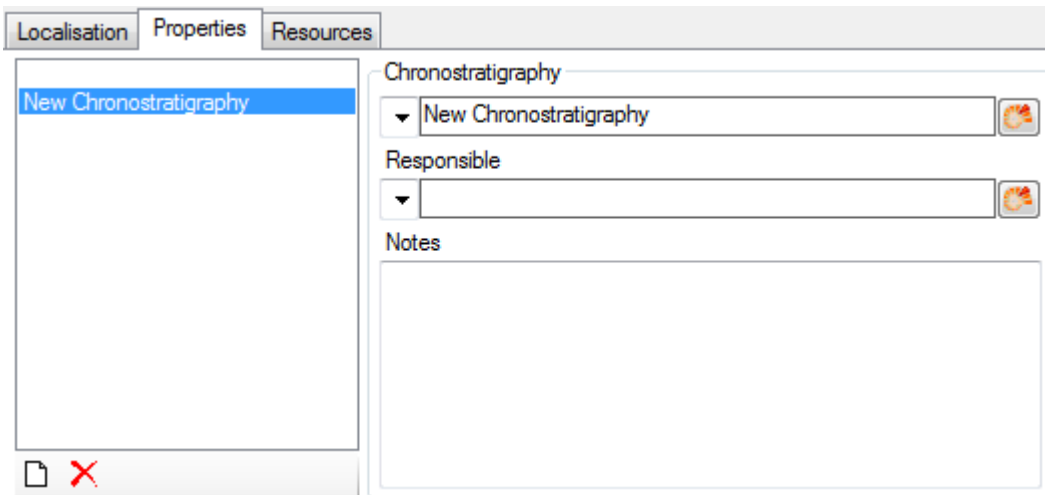 Localisation
Properties
Resources
New Chronostratigraphy
Chronostratigraphy
New Chronostratigraphy
Responsible
Notes